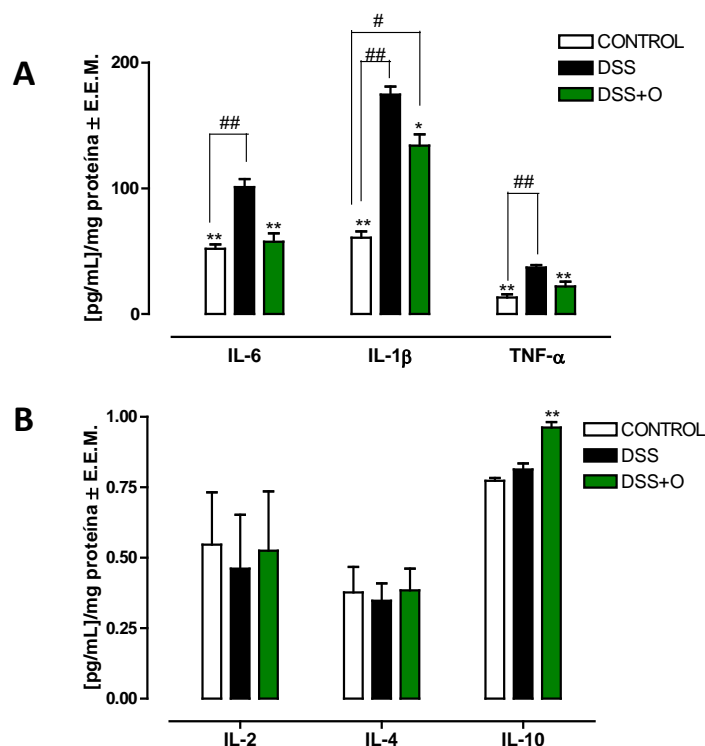 A
[pg/mL]/mg proteína ± E.E.M.
200
100
0
#
##
##
##
**
**
**
*
**
**
CONTROL
DSS
DSS+O
IL-6
IL-1β
TNF-α
B
[pg/mL]/mg proteína ± E.E.M.
1.00
0.75
0.50
0.25
0.00
**
CONTROL
DSS
DSS+O
IL-2
IL-4
IL-10